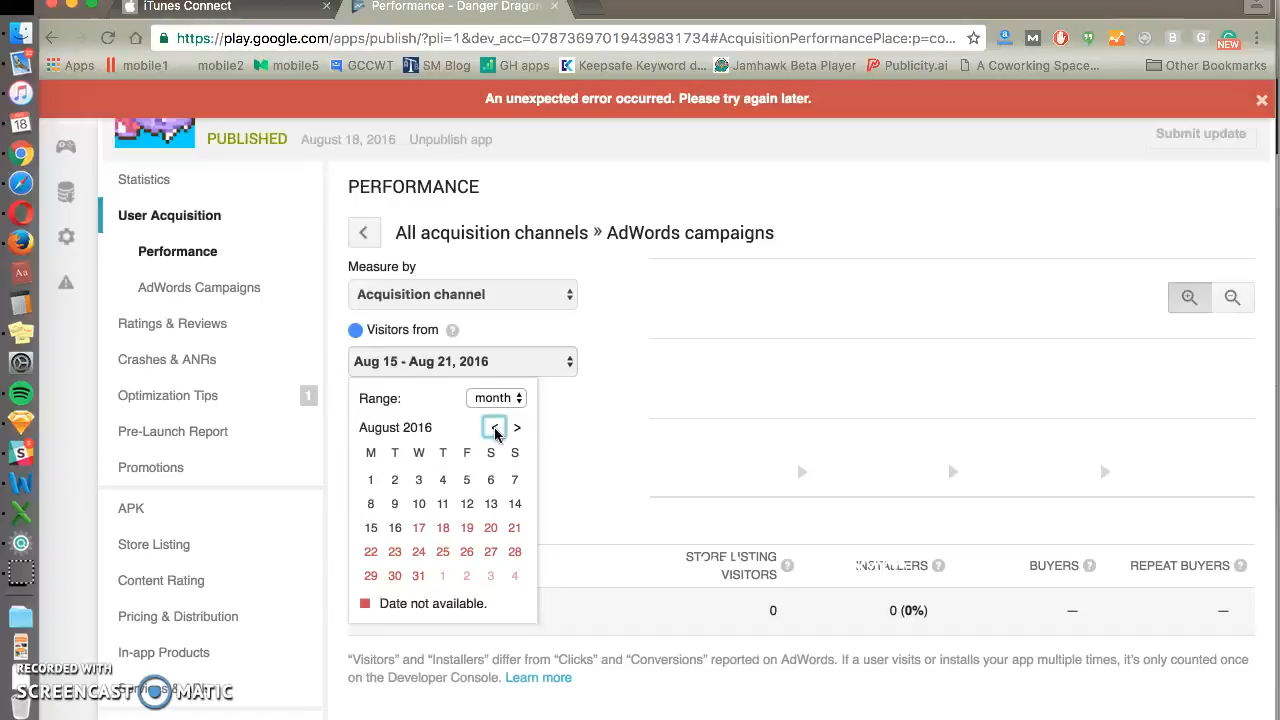 iTunes Connect
Performance - Danger Dragon
https://play.google.com/apps/publish/?pli=1&dev_acc=07873697019439831734#AcquisitionPerformancePlace:p=co...
NEW
Apps
mobile1
mobile2
mobile5
GCCWT
SM Blog
GH apps
Keepsafe Keyword d...
Jamhawk Beta Player
Publicity.ai
A Coworking Space...
Other Bookmarks
An unexpected error occurred. Please try again later.
PUBLISHED August 18, 2016 Unpublish app
Submit update
Statistics
User Acquisition
Performance
AdWords Campaigns
Ratings & Reviews
Crashes & ANRs
Optimization Tips 1
Pre-Launch Report
Promotions
APK
Store Listing
Content Rating
Pricing & Distribution
In-app Products
PERFORMANCE
All acquisition channels » AdWords campaigns
Measure by
Acquisition channel
Visitors from ?
Aug 15 - Aug 21, 2016
Range: month
August 2016 < >
M T W T F S S
1 2 3 4 5 6 7
8 9 10 11 12 13 14
15 16 17 18 19 20 21
22 23 24 25 26 27 28
29 30 31 1 2 3 4
Date not available.
STORE LISTING
VISITORS ?
INSTALLERS ?
BUYERS ?
REPEAT BUYERS ?
0 0 (0%) — —
“Visitors” and “Installers” differ from “Clicks” and “Conversions” reported on AdWords. If a user visits or installs your app multiple times, it's only counted once
on the Developer Console. Learn more
RECORDED WITH
SCREENCAST MATIC